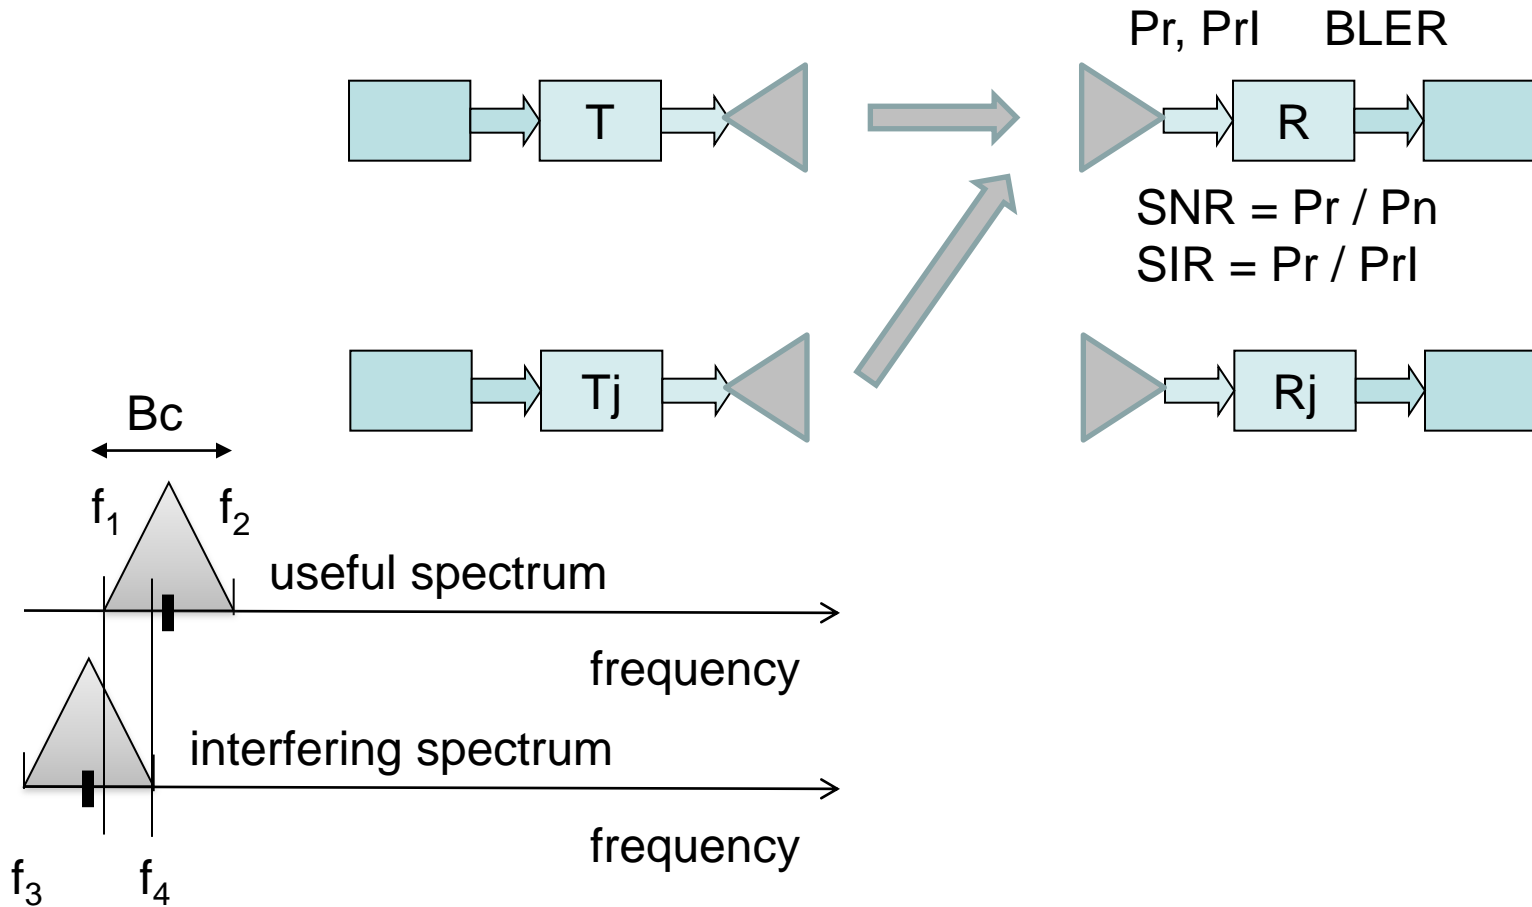 Pr, PrI BLER
T
R
SNR = Pr / Pn
SIR = Pr / PrI
Tj
Rj
Bc
f₁ f₂
useful spectrum
frequency
interfering spectrum
frequency
f₃ f₄